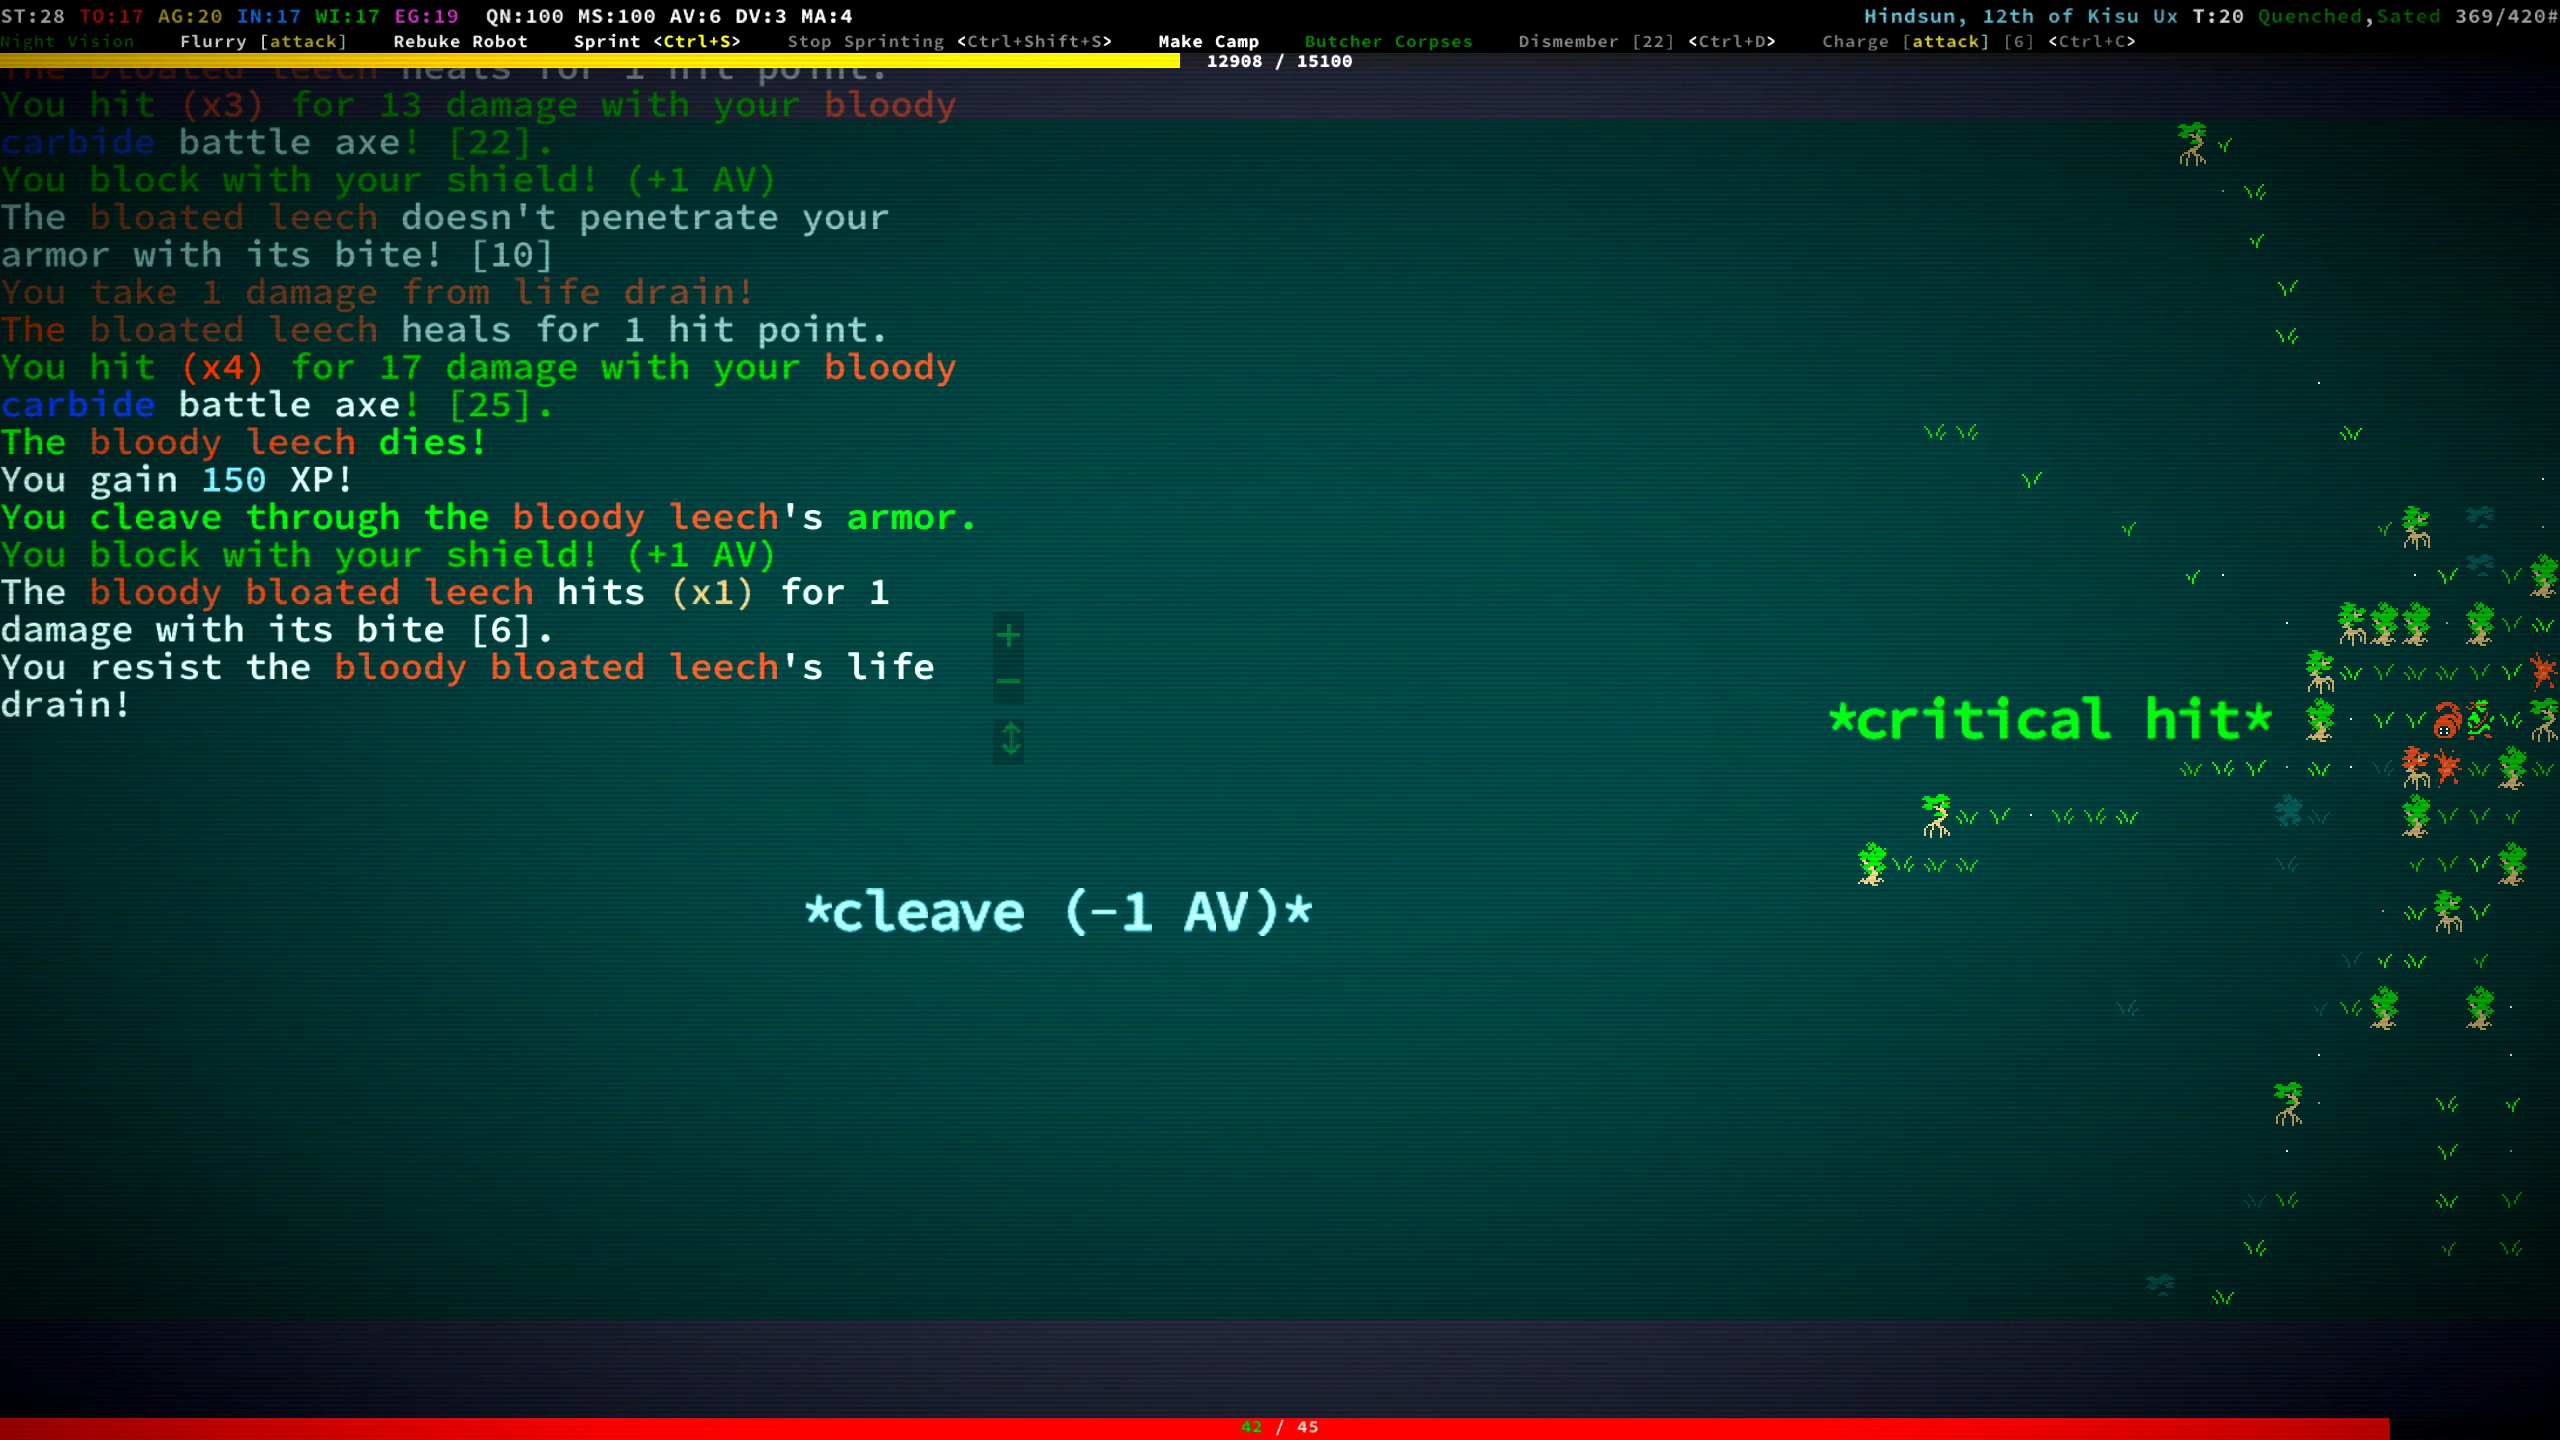 ST:28 TO:17 AG:20 IN:17 WI:17 EG:19 QN:100 MS:100 AV:6 DV:3 MA:4 Hindsun, 12th of Kisu Ux T:20 Quenched,Sated 369/420#
Night Vision Flurry [attack] Rebuke Robot Sprint <Ctrl+S> Stop Sprinting <Ctrl+Shift+S> Make Camp Butcher Corpses Dismember [22] <Ctrl+D> Charge [attack] [6] <Ctrl+C>
12908 / 15100
The bloated leech heals for 1 hit point.
You hit (x3) for 13 damage with your bloody
carbide battle axe! [22].
You block with your shield! (+1 AV)
The bloated leech doesn't penetrate your
armor with its bite! [10]
You take 1 damage from life drain!
The bloated leech heals for 1 hit point.
You hit (x4) for 17 damage with your bloody
carbide battle axe! [25].
The bloody leech dies!
You gain 150 XP!
You cleave through the bloody leech's armor.
You block with your shield! (+1 AV)
The bloody bloated leech hits (x1) for 1
damage with its bite [6].
You resist the bloody bloated leech's life
drain!
*critical hit*
*cleave (-1 AV)*
42 / 45